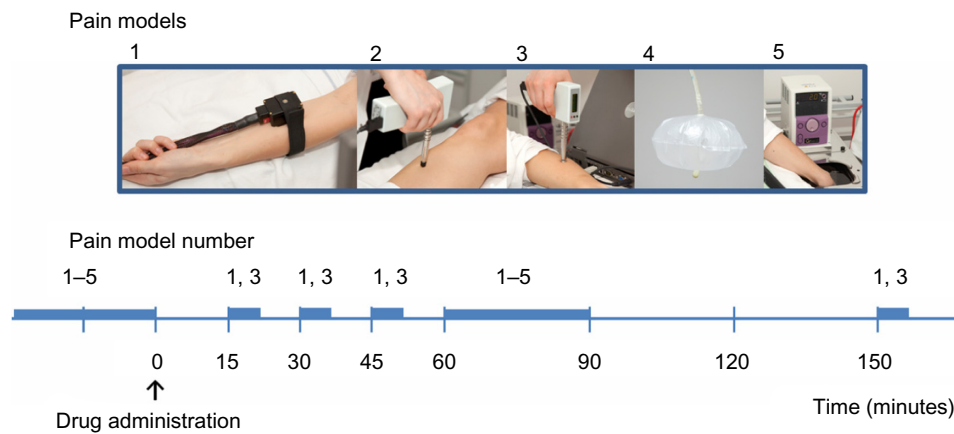 Pain models
1 2 3 4 5
Pain model number
1–5 1, 3 1, 3 1, 3 1–5 1, 3
0 15 30 45 60 90 120 150
Drug administration
Time (minutes)